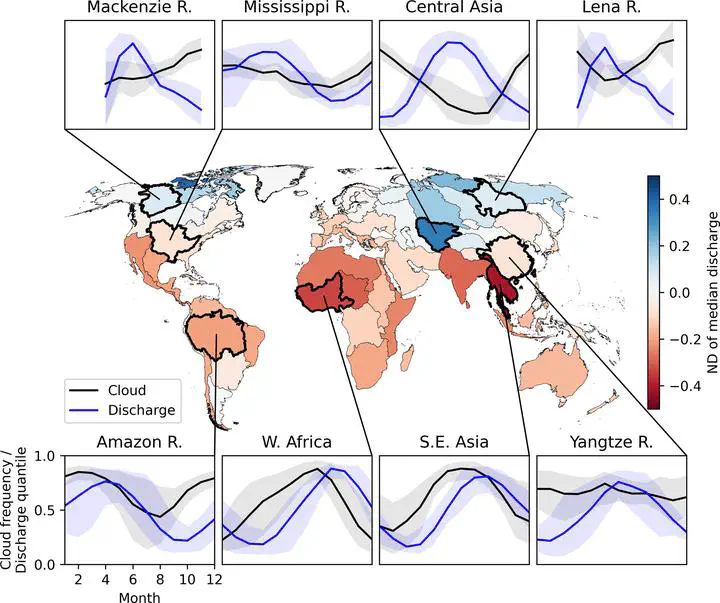 Mackenzie R.
Mississippi R.
Central Asia
Lena R.
0.4
0.2
0.0
−0.2
−0.4
ND of median discharge
Cloud
Discharge
Amazon R.
W. Africa
S.E. Asia
Yangtze R.
Cloud frequency /
Discharge quantile
1.0
0.5
0.0
2 4 6 8 10 12
Month